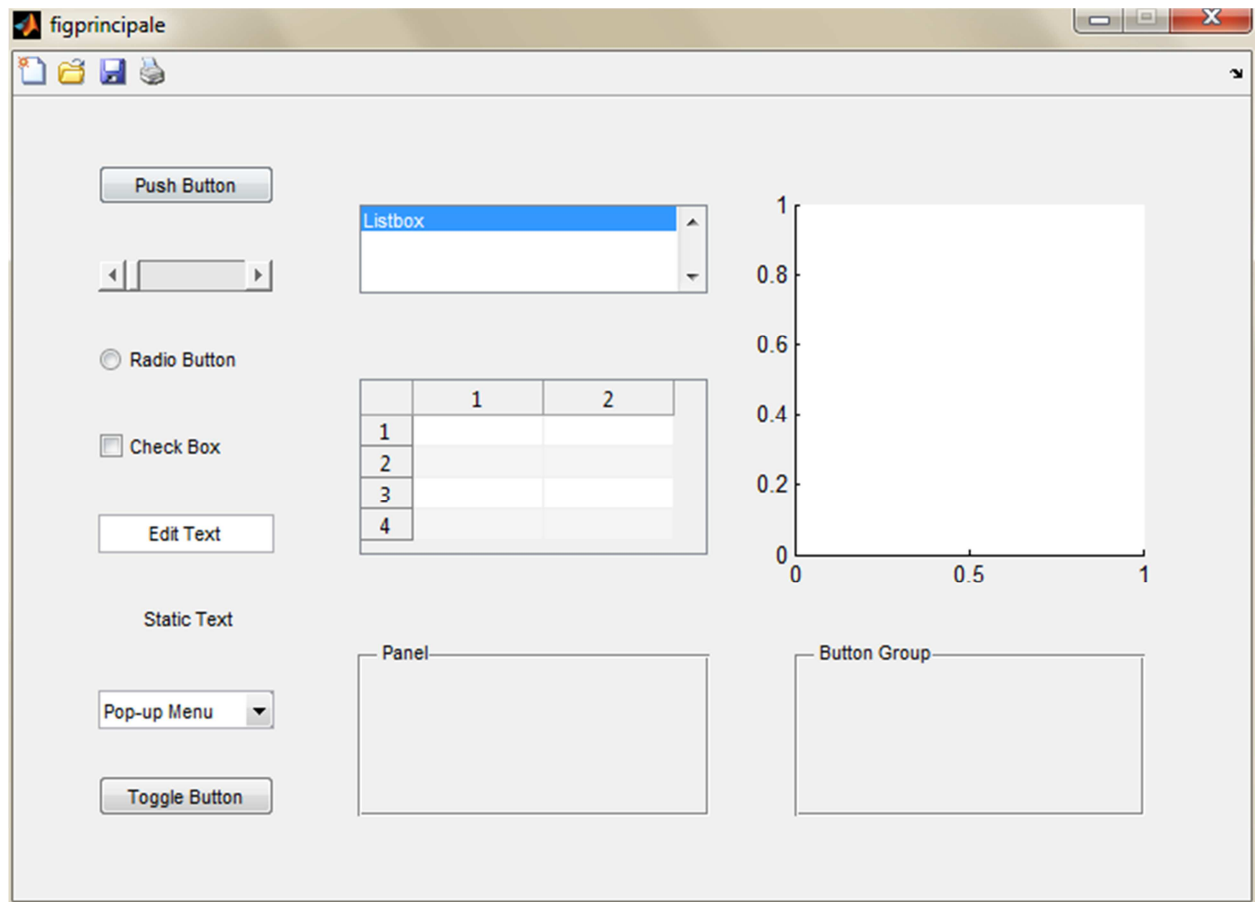 figprincipale
Push Button
Radio Button
Check Box
Edit Text
Static Text
Pop-up Menu
Toggle Button
Listbox
1 2
1
2
3
4
Panel
1
0.8
0.6
0.4
0.2
0
0 0.5 1
Button Group